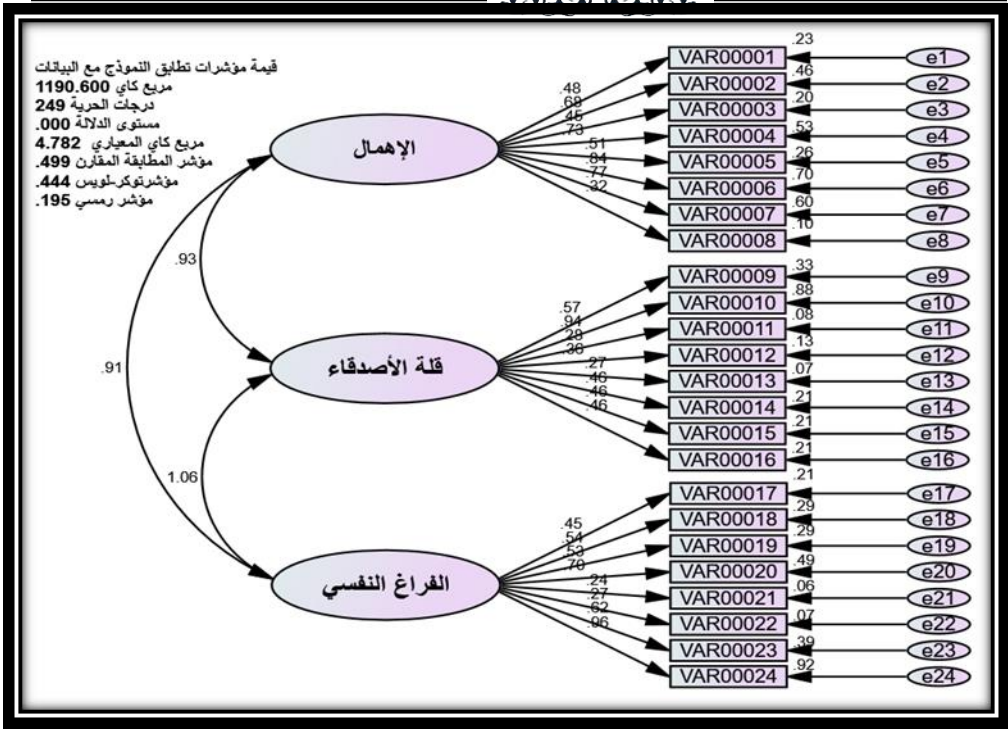 قيمة مؤشرات تطابق النموذج مع البيانات
مربع كاي 1190.600
درجات الحرية 249
مستوى الدلالة .000
مربع كاي المعياري 4.782
مؤشر المطابقة المقارن .499
مؤشرتوكر-لويس .444
مؤشر رمسي .195
الإهمال
.48
.68
.45
.73
.51
.84
.77
.32
.23
VAR00001
e1
.46
VAR00002
e2
.20
VAR00003
e3
.53
VAR00004
e4
.26
VAR00005
e5
.70
VAR00006
e6
.60
VAR00007
e7
.10
VAR00008
e8
.93
.91
قلة الأصدقاء
.57
.94
.28
.36
.27
.46
.46
.46
.33
VAR00009
e9
.88
VAR00010
e10
.08
VAR00011
e11
.13
VAR00012
e12
.07
VAR00013
e13
.21
VAR00014
e14
.21
VAR00015
e15
.21
VAR00016
e16
1.06
الفراغ النفسي
.45
.54
.53
.70
.24
.27
.62
.96
.21
VAR00017
e17
.29
VAR00018
e18
.29
VAR00019
e19
.49
VAR00020
e20
.06
VAR00021
e21
.07
VAR00022
e22
.39
VAR00023
e23
.92
VAR00024
e24